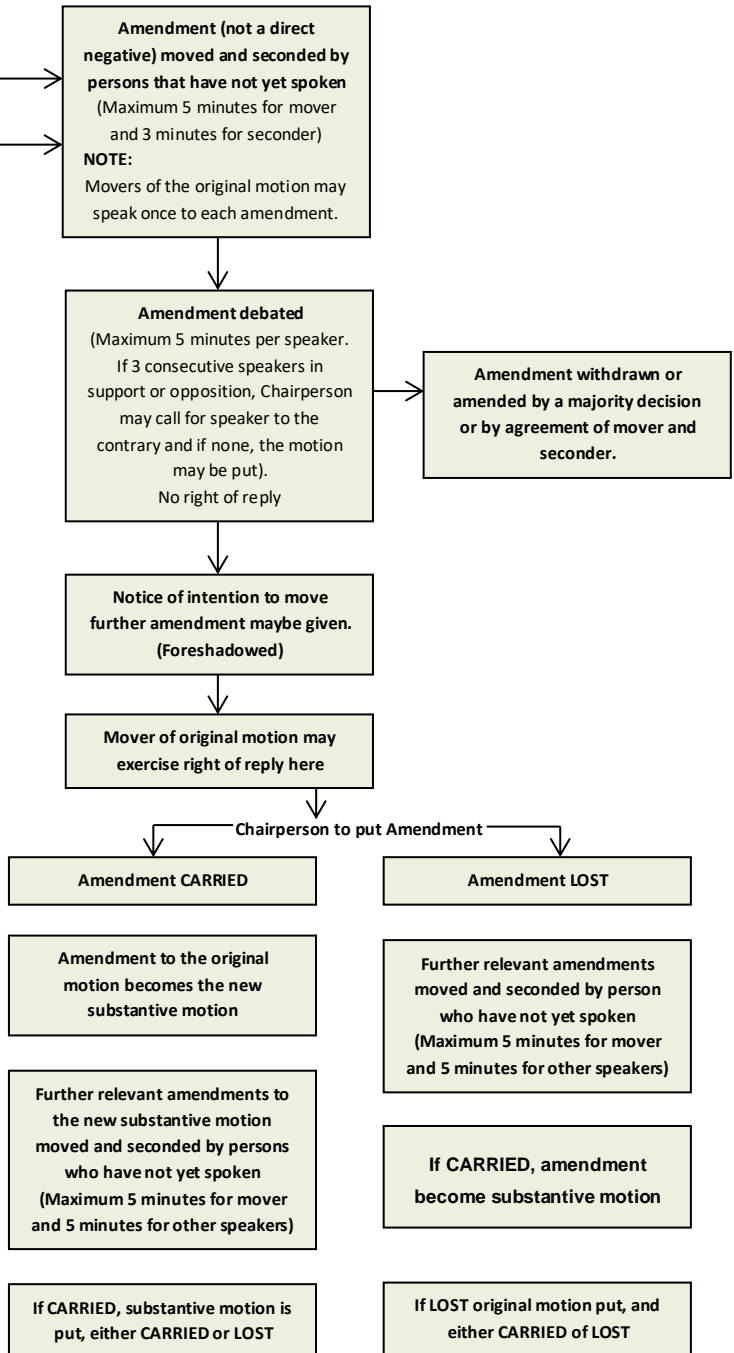 Amendment (not a direct
negative) moved and seconded by
persons that have not yet spoken
(Maximum 5 minutes for mover
and 3 minutes for seconder)
NOTE:
Movers of the original motion may
speak once to each amendment.
Amendment debated
(Maximum 5 minutes per speaker.
If 3 consecutive speakers in
support or opposition, Chairperson
may call for speaker to the
contrary and if none, the motion
may be put).
No right of reply
Amendment withdrawn or
amended by a majority decision
or by agreement of mover and
seconder.
Notice of intention to move
further amendment maybe given.
(Foreshadowed)
Mover of original motion may
exercise right of reply here
Chairperson to put Amendment
Amendment CARRIED
Amendment to the original
motion becomes the new
substantive motion
Further relevant amendments to
the new substantive motion
moved and seconded by persons
who have not yet spoken
(Maximum 5 minutes for mover
and 5 minutes for other speakers)
If CARRIED, substantive motion is
put, either CARRIED or LOST
Amendment LOST
Further relevant amendments
moved and seconded by person
who have not yet spoken
(Maximum 5 minutes for mover
and 5 minutes for other speakers)
If CARRIED, amendment
become substantive motion
If LOST original motion put, and
either CARRIED of LOST